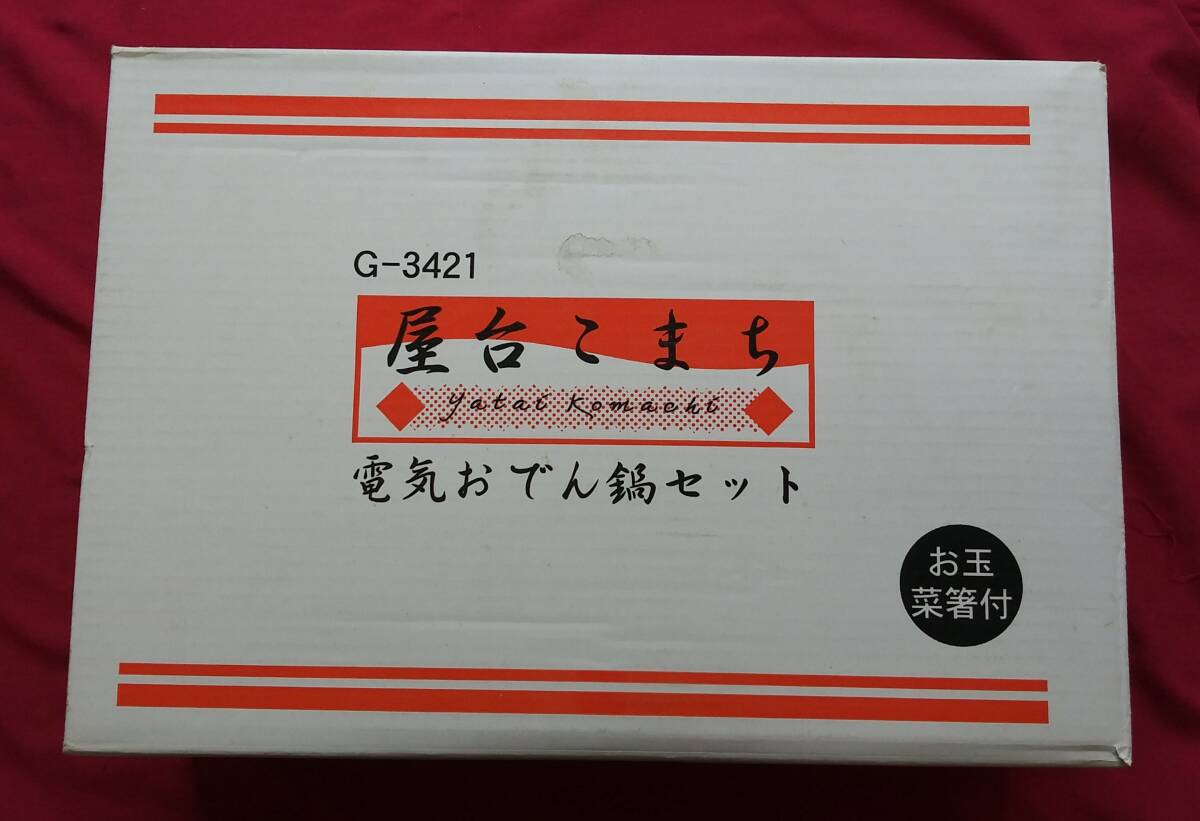 G-3421
屋台こまち
yatai komachi
電気おでん鍋セット
お玉
菜箸付